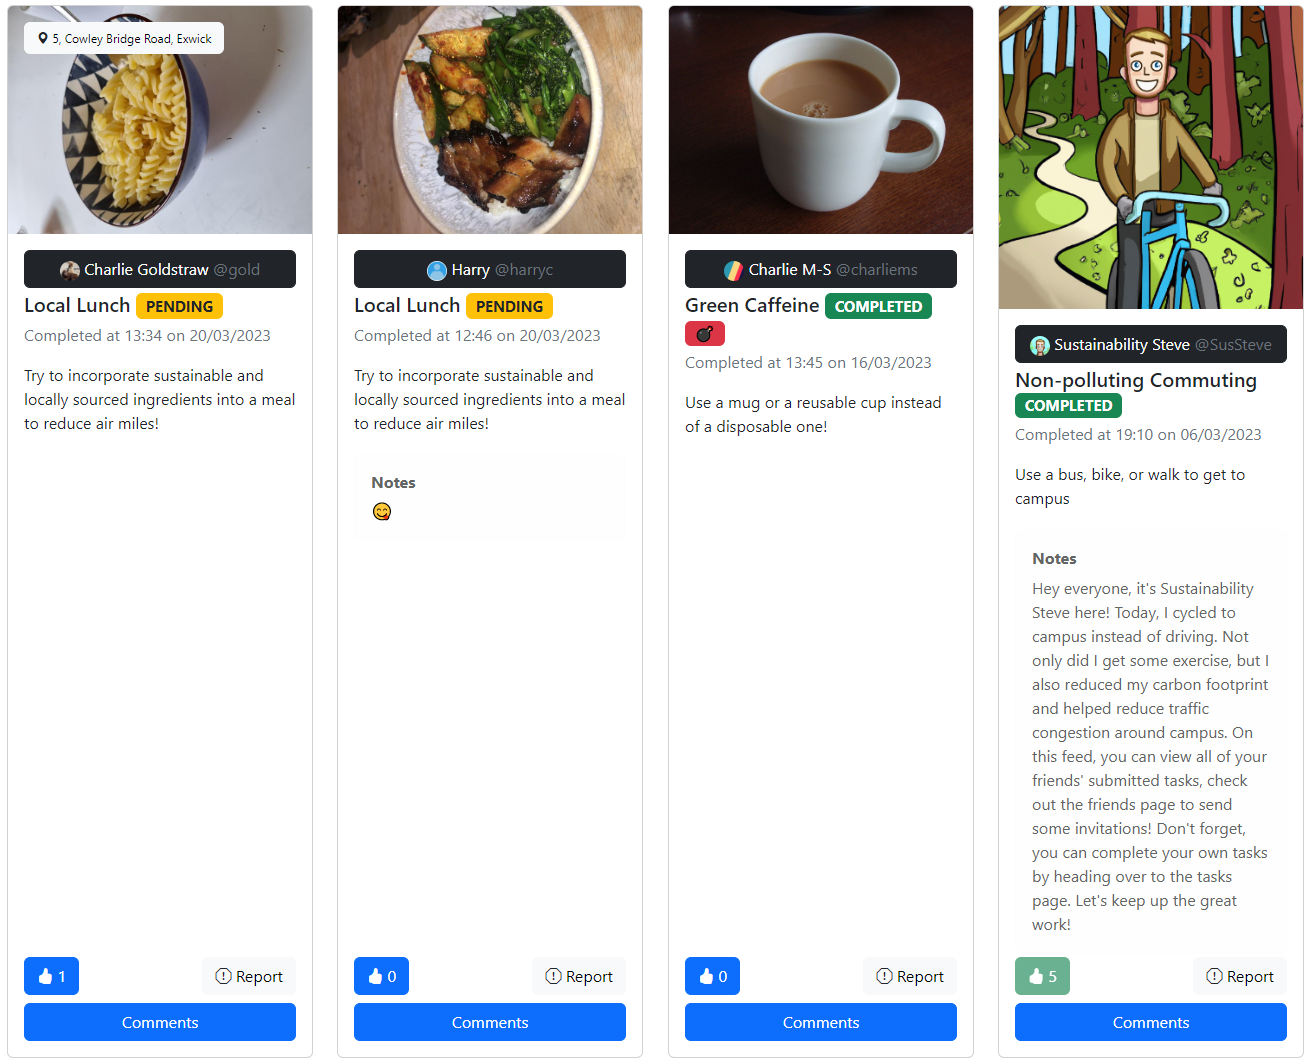 5, Cowley Bridge Road, Exwick
Charlie Goldstraw @gold
Local Lunch PENDING
Completed at 13:34 on 20/03/2023
Try to incorporate sustainable and
locally sourced ingredients into a meal
to reduce air miles!
1
Report
Comments
Harry @harryc
Local Lunch PENDING
Completed at 12:46 on 20/03/2023
Try to incorporate sustainable and
locally sourced ingredients into a meal
to reduce air miles!
Notes
😋
0
Report
Comments
Charlie M-S @charliems
Green Caffeine COMPLETED
💣
Completed at 13:45 on 16/03/2023
Use a mug or a reusable cup instead
of a disposable one!
0
Report
Comments
Sustainability Steve @SusSteve
Non-polluting Commuting
COMPLETED
Completed at 19:10 on 06/03/2023
Use a bus, bike, or walk to get to
campus
Notes
Hey everyone, it's Sustainability
Steve here! Today, I cycled to
campus instead of driving. Not
only did I get some exercise, but I
also reduced my carbon footprint
and helped reduce traffic
congestion around campus. On
this feed, you can view all of your
friends' submitted tasks, check
out the friends page to send
some invitations! Don't forget,
you can complete your own tasks
by heading over to the tasks
page. Let's keep up the great
work!
5
Report
Comments